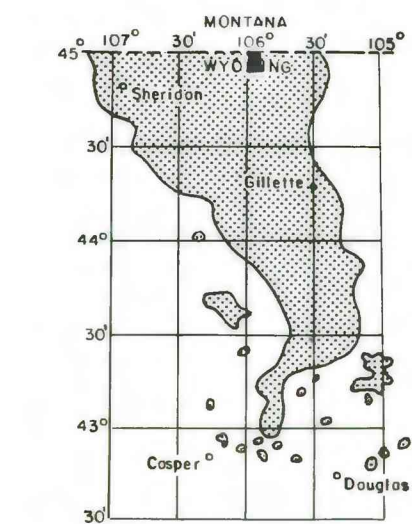 MONTANA
45° 107° 30' 106° 30' 105°
WYOMING
Sheridon
30'
Gillette
44°
30'
43°
Casper
Douglas
30'